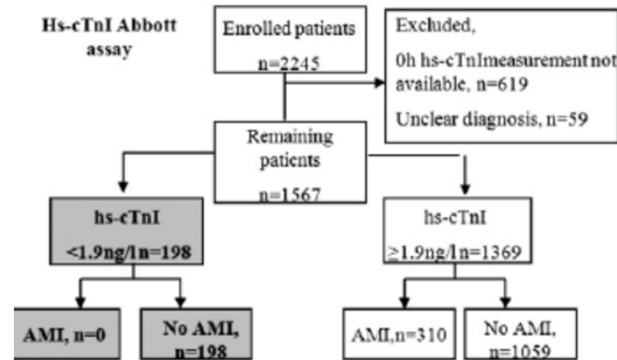 Hs-cTnI Abbott
assay
Enrolled patients
n=2245
Excluded,
0h hs-cTnImeasurement not
available, n=619
Unclear diagnosis, n=59
Remaining
patients
n=1567
hs-cTnI
<1.9ng/ln=198
hs-cTnI
≥1.9ng/ln=1369
AMI, n=0
No AMI,
n=198
AMI,n=310
No AMI,
n=1059